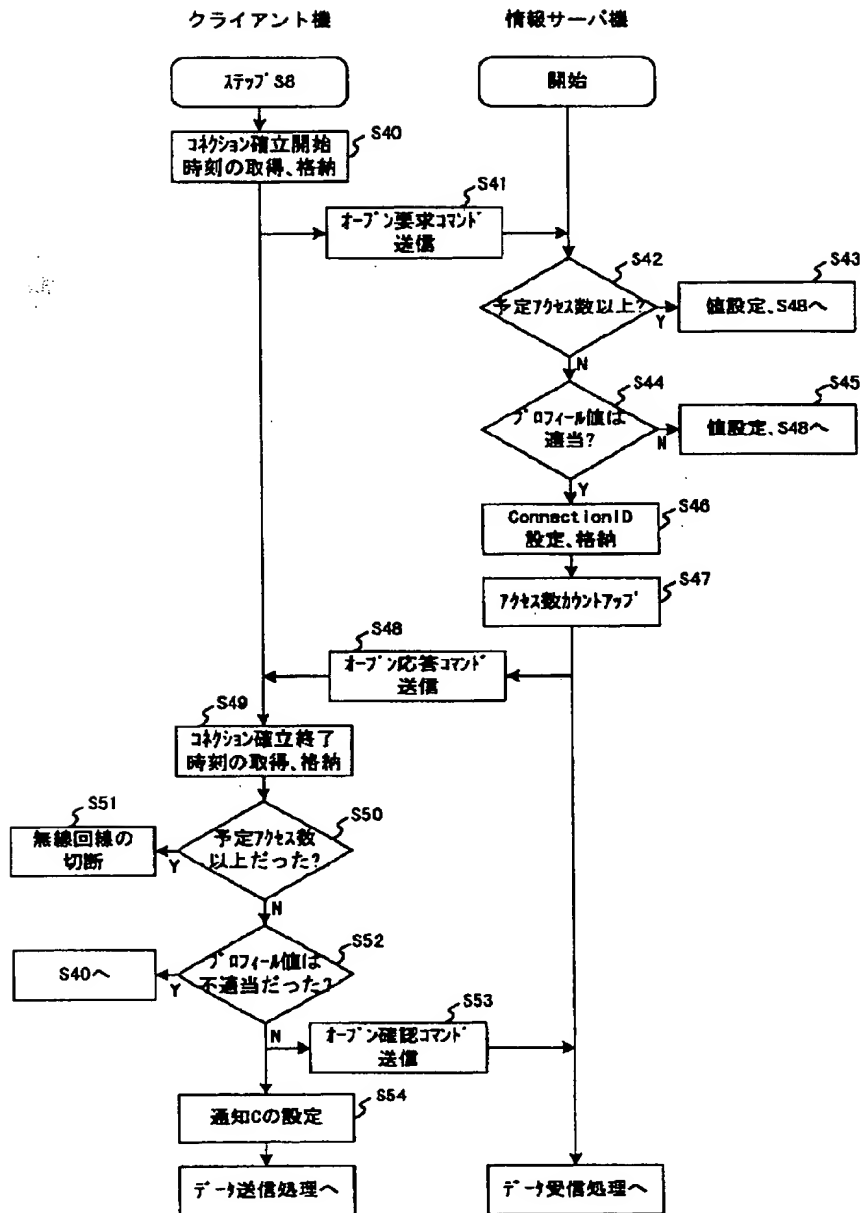 クライアント機
情報サーバ機
ステップS8
開始
コネクション確立開始
時刻の取得、格納
S40
S41
オープン要求コマンド
送信
S42
予定アクセス数以上?
Y
N
S43
値設定、S48へ
S44
プロフィール値は
適当?
N
Y
S45
値設定、S48へ
S46
ConnectionID
設定、格納
S47
アクセス数カウントアップ
S48
オープン応答コマンド
送信
S49
コネクション確立終了
時刻の取得、格納
S50
予定アクセス数
以上だった?
Y
N
S51
無線回線の
切断
S52
プロフィール値は
不適当だった?
Y
N
S40へ
S53
オープン確認コマンド
送信
S54
通知Cの設定
データ送信処理へ
データ受信処理へ